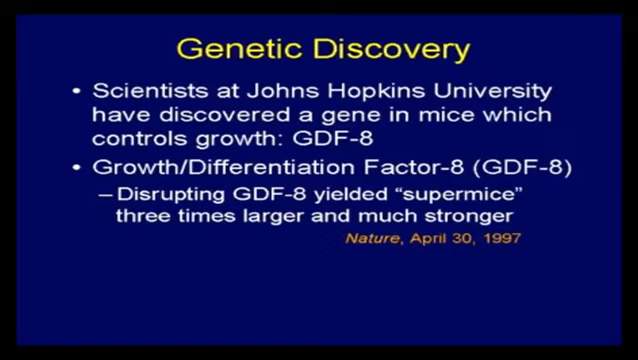 Genetic Discovery
• Scientists at Johns Hopkins University
have discovered a gene in mice which
controls growth: GDF-8
• Growth/Differentiation Factor-8 (GDF-8)
– Disrupting GDF-8 yielded “supermice”
three times larger and much stronger
Nature, April 30, 1997